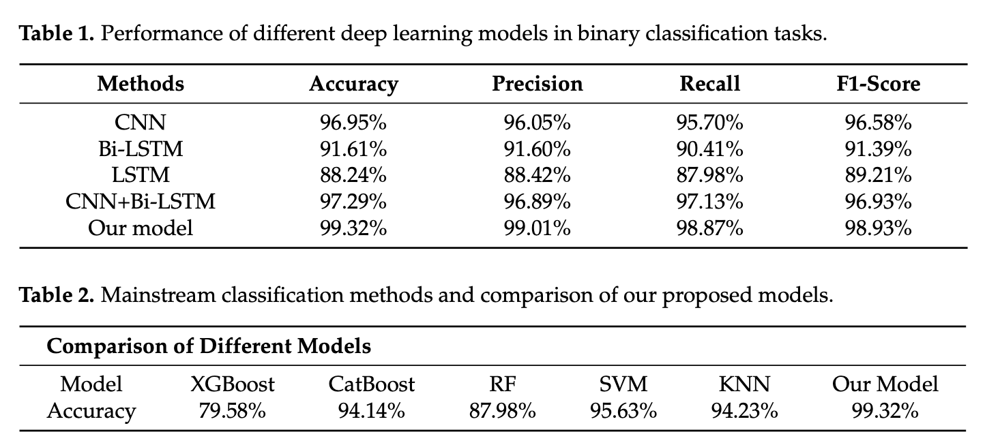 Table 1. Performance of different deep learning models in binary classification tasks.
Methods Accuracy Precision Recall F1-Score
CNN 96.95% 96.05% 95.70% 96.58%
Bi-LSTM 91.61% 91.60% 90.41% 91.39%
LSTM 88.24% 88.42% 87.98% 89.21%
CNN+Bi-LSTM 97.29% 96.89% 97.13% 96.93%
Our model 99.32% 99.01% 98.87% 98.93%
Table 2. Mainstream classification methods and comparison of our proposed models.
Comparison of Different Models
Model XGBoost CatBoost RF SVM KNN Our Model
Accuracy 79.58% 94.14% 87.98% 95.63% 94.23% 99.32%